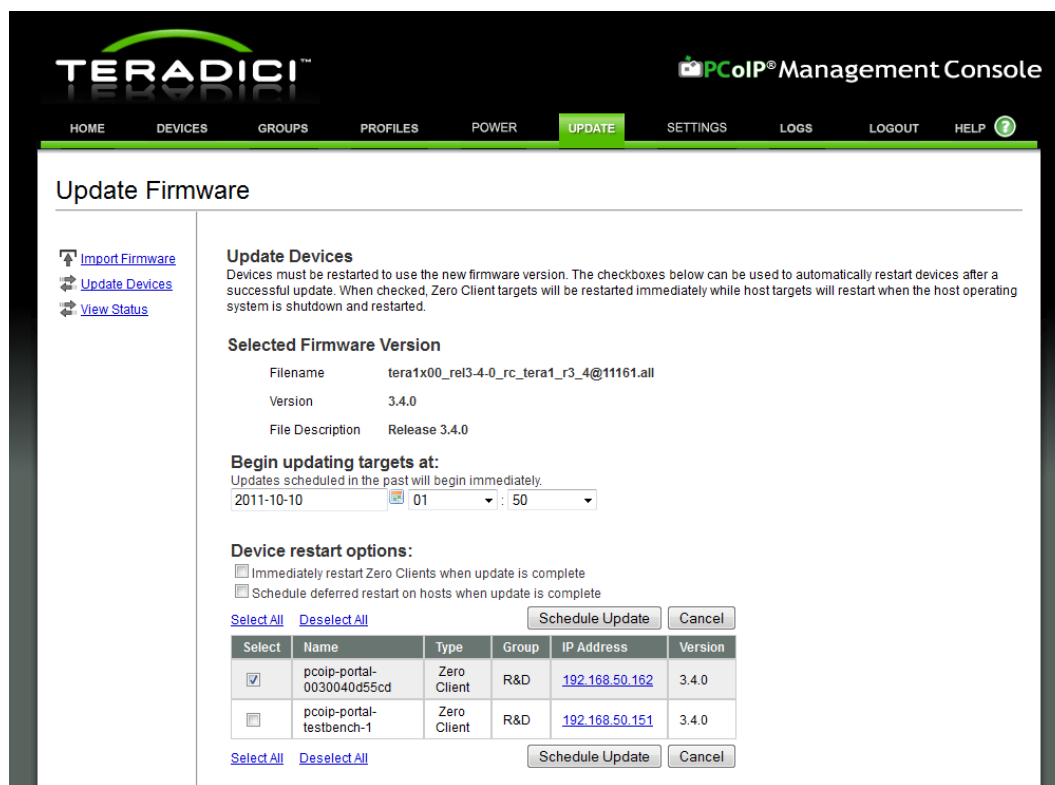 TERADICI™
PCoIP® Management Console
HOME DEVICES GROUPS PROFILES POWER UPDATE SETTINGS LOGS LOGOUT HELP ?
Update Firmware
Import Firmware
Update Devices
View Status
Update Devices
Devices must be restarted to use the new firmware version. The checkboxes below can be used to automatically restart devices after a
successful update. When checked, Zero Client targets will be restarted immediately while host targets will restart when the host operating
system is shutdown and restarted.
Selected Firmware Version
Filename tera1x00_rel3-4-0_rc_tera1_r3_4@11161.all
Version 3.4.0
File Description Release 3.4.0
Begin updating targets at:
Updates scheduled in the past will begin immediately.
2011-10-10 01 : 50
Device restart options:
Immediately restart Zero Clients when update is complete
Schedule deferred restart on hosts when update is complete
Select All Deselect All Schedule Update Cancel
Select Name Type Group IP Address Version
pcoip-portal-
0030040d55cd
Zero
Client
R&D 192.168.50.162 3.4.0
pcoip-portal-
testbench-1
Zero
Client
R&D 192.168.50.151 3.4.0
Select All Deselect All Schedule Update Cancel